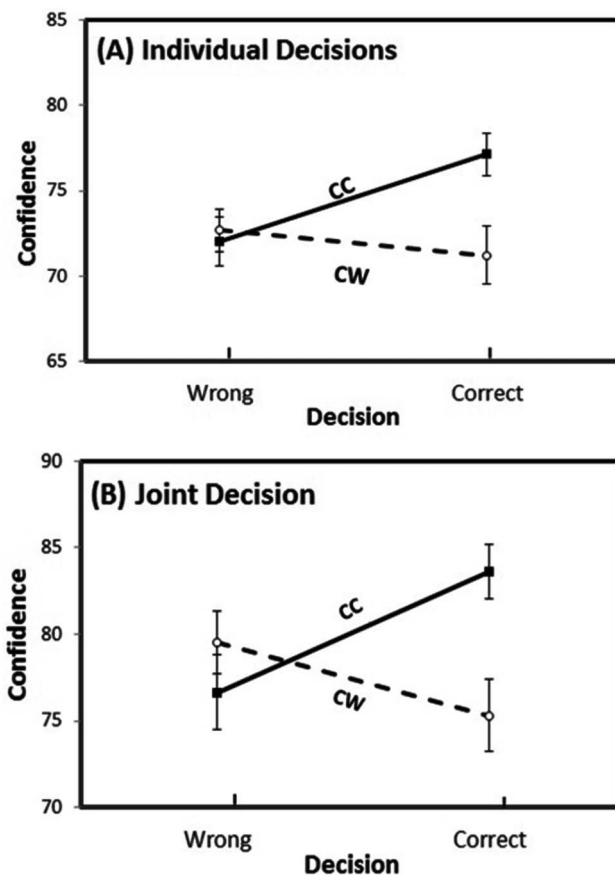 (A) Individual Decisions
85
80
75
70
65
Confidence
CC
CW
Wrong
Correct
Decision
(B) Joint Decision
90
85
80
75
70
Confidence
CC
CW
Wrong
Correct
Decision